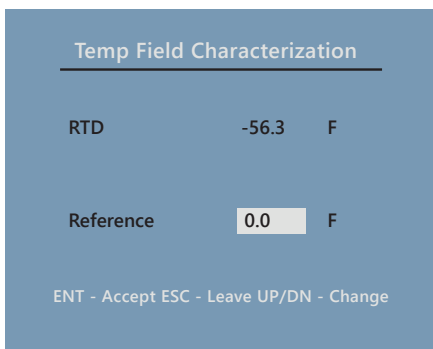 Temp Field Characterization
RTD -56.3 F
Reference 0.0 F
ENT - Accept ESC - Leave UP/DN - Change